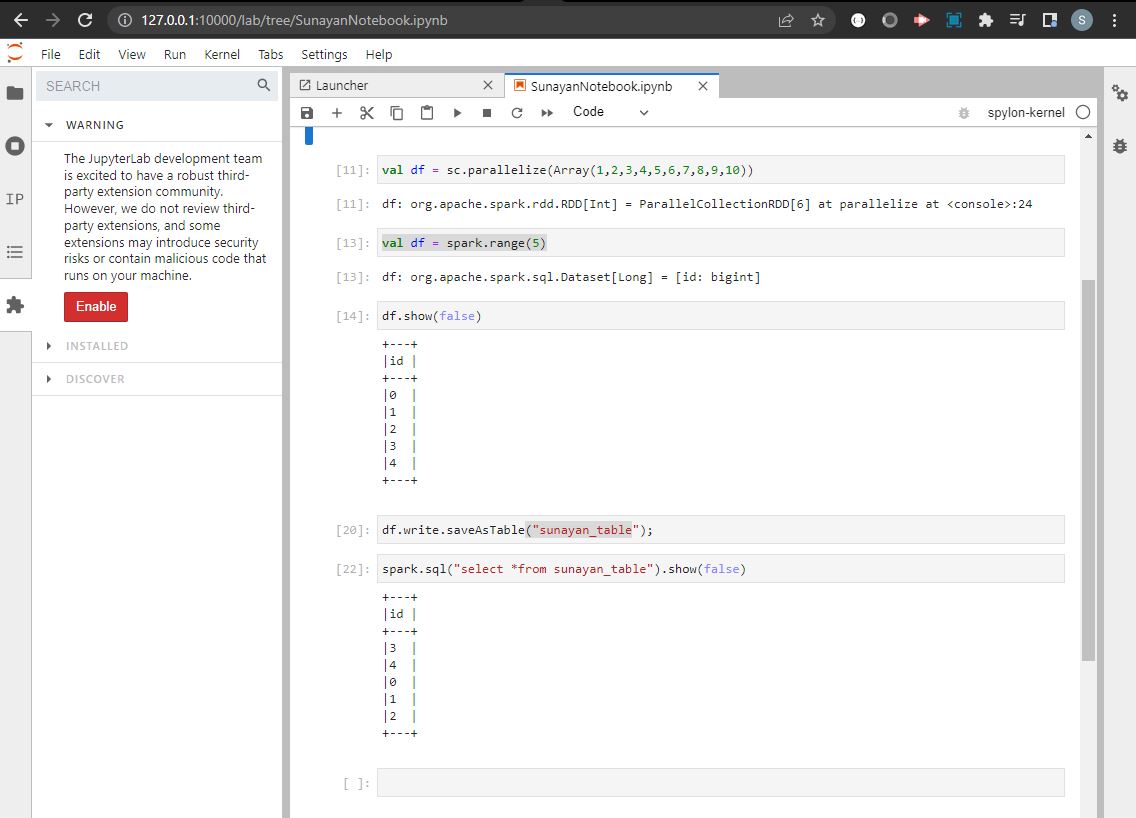 127.0.0.1:10000/lab/tree/SunayanNotebook.ipynb
S
File Edit View Run Kernel Tabs Settings Help
SEARCH
WARNING
The JupyterLab development team
is excited to have a robust third-
party extension community.
However, we do not review third-
party extensions, and some
extensions may introduce security
risks or contain malicious code that
runs on your machine.
Enable
INSTALLED
DISCOVER
IP
Launcher
SunayanNotebook.ipynb
Code
spylon-kernel
[11]: val df = sc.parallelize(Array(1,2,3,4,5,6,7,8,9,10))
[11]: df: org.apache.spark.rdd.RDD[Int] = ParallelCollectionRDD[6] at parallelize at <console>:24
[13]: val df = spark.range(5)
[13]: df: org.apache.spark.sql.Dataset[Long] = [id: bigint]
[14]: df.show(false)
+---+
|id |
+---+
|0  |
|1  |
|2  |
|3  |
|4  |
+---+
[20]: df.write.saveAsTable("sunayan_table");
[22]: spark.sql("select *from sunayan_table").show(false)
+---+
|id |
+---+
|3  |
|4  |
|0  |
|1  |
|2  |
+---+
[ ]: